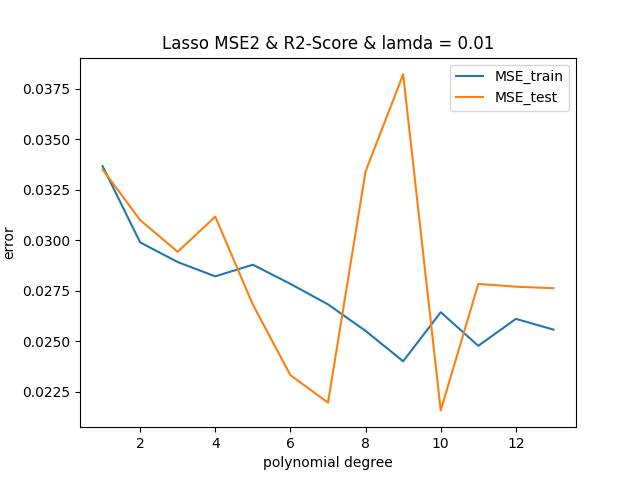 Lasso MSE2 & R2-Score & lamda = 0.01
MSE_train
MSE_test
0.0375
0.0350
0.0325
0.0300
0.0275
0.0250
0.0225
error
2 4 6 8 10 12
polynomial degree